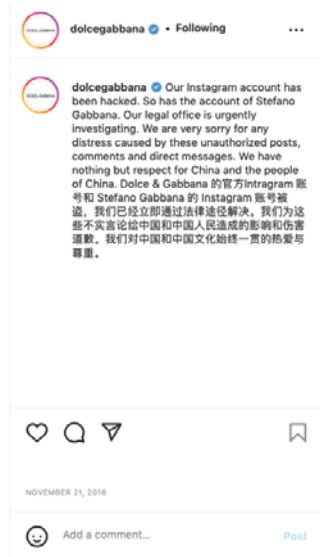 dolcegabbana • Following
dolcegabbana Our Instagram account has
been hacked. So has the account of Stefano
Gabbana. Our legal office is urgently
investigating. We are very sorry for any
distress caused by these unauthorized posts,
comments and direct messages. We have
nothing but respect for China and the people
of China. Dolce & Gabbana 的官方Intragram 账
号和 Stefano Gabbana 的 Instagram 账号被
盗，我们已经立即通过法律途径解决。我们为这
些不实言论给中国和中国人民造成的影响和伤害
道歉。我们对中国和中国文化始终一贯的热爱与
尊重。
NOVEMBER 21, 2018
Add a comment...
Post